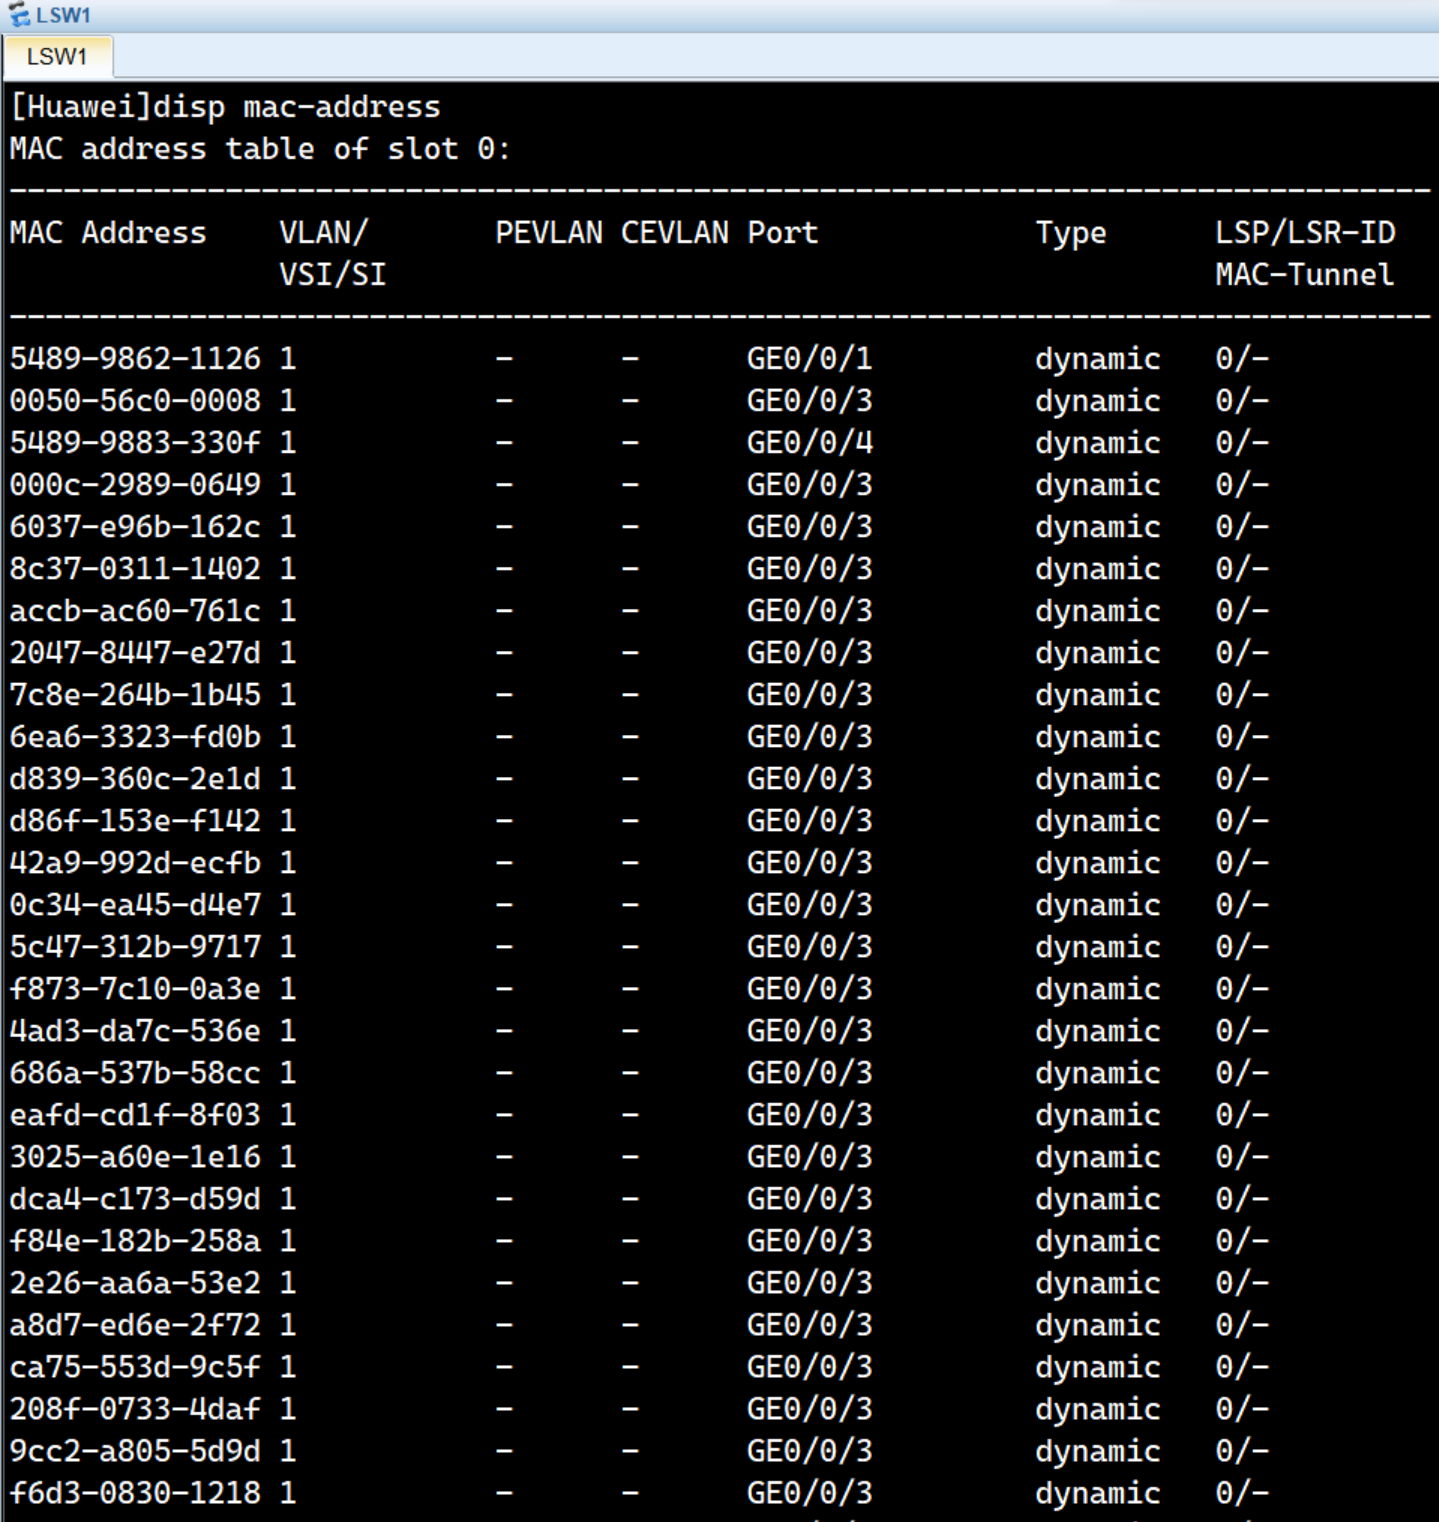 LSW1
LSW1
[Huawei]disp mac-address
MAC address table of slot 0:
-------------------------------------------------------------------------------
MAC Address    VLAN/       PEVLAN CEVLAN Port            Type      LSP/LSR-ID
               VSI/SI                                              MAC-Tunnel
-------------------------------------------------------------------------------
5489-9862-1126 1           -      -      GE0/0/1         dynamic   0/-
0050-56c0-0008 1           -      -      GE0/0/3         dynamic   0/-
5489-9883-330f 1           -      -      GE0/0/4         dynamic   0/-
000c-2989-0649 1           -      -      GE0/0/3         dynamic   0/-
6037-e96b-162c 1           -      -      GE0/0/3         dynamic   0/-
8c37-0311-1402 1           -      -      GE0/0/3         dynamic   0/-
accb-ac60-761c 1           -      -      GE0/0/3         dynamic   0/-
2047-8447-e27d 1           -      -      GE0/0/3         dynamic   0/-
7c8e-264b-1b45 1           -      -      GE0/0/3         dynamic   0/-
6ea6-3323-fd0b 1           -      -      GE0/0/3         dynamic   0/-
d839-360c-2e1d 1           -      -      GE0/0/3         dynamic   0/-
d86f-153e-f142 1           -      -      GE0/0/3         dynamic   0/-
42a9-992d-ecfb 1           -      -      GE0/0/3         dynamic   0/-
0c34-ea45-d4e7 1           -      -      GE0/0/3         dynamic   0/-
5c47-312b-9717 1           -      -      GE0/0/3         dynamic   0/-
f873-7c10-0a3e 1           -      -      GE0/0/3         dynamic   0/-
4ad3-da7c-536e 1           -      -      GE0/0/3         dynamic   0/-
686a-537b-58cc 1           -      -      GE0/0/3         dynamic   0/-
eafd-cd1f-8f03 1           -      -      GE0/0/3         dynamic   0/-
3025-a60e-1e16 1           -      -      GE0/0/3         dynamic   0/-
dca4-c173-d59d 1           -      -      GE0/0/3         dynamic   0/-
f84e-182b-258a 1           -      -      GE0/0/3         dynamic   0/-
2e26-aa6a-53e2 1           -      -      GE0/0/3         dynamic   0/-
a8d7-ed6e-2f72 1           -      -      GE0/0/3         dynamic   0/-
ca75-553d-9c5f 1           -      -      GE0/0/3         dynamic   0/-
208f-0733-4daf 1           -      -      GE0/0/3         dynamic   0/-
9cc2-a805-5d9d 1           -      -      GE0/0/3         dynamic   0/-
f6d3-0830-1218 1           -      -      GE0/0/3         dynamic   0/-